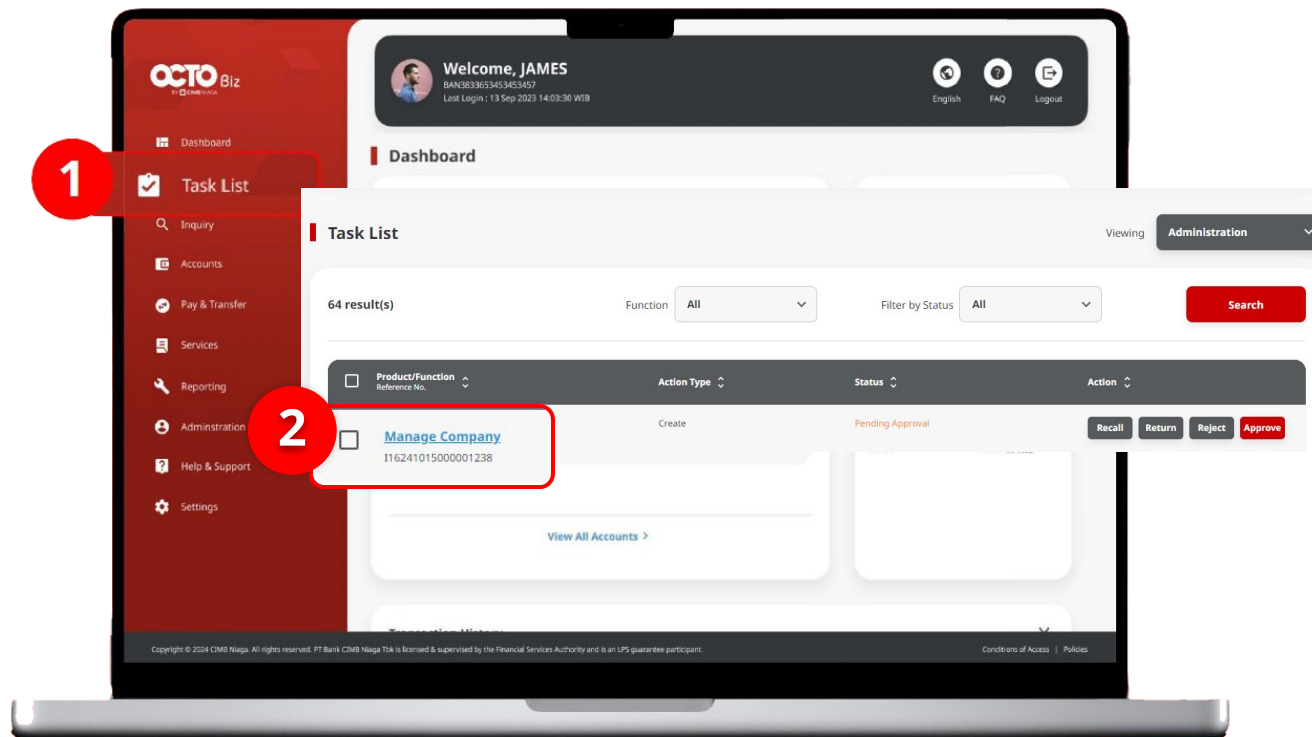 OCTO Biz
BY CIMB NIAGA
Welcome, JAMES
BAN3833653453453457
Last Login : 13 Sep 2023 14:03:30 WIB
English
FAQ
Logout
Dashboard
1
Task List
Inquiry
Accounts
Pay & Transfer
Services
Reporting
Adminstration
Help & Support
Settings
Dashboard
Task List
Viewing
Administration
64 result(s)
Function
All
Filter by Status
All
Search
Product/Function
Reference No.
Action Type
Status
Action
2
Manage Company
I16241015000001238
Create
Pending Approval
Recall
Return
Reject
Approve
View All Accounts >
Copyright © 2024 CIMB Niaga. All rights reserved. PT Bank CIMB Niaga Tbk is licensed & supervised by the Financial Services Authority and is an LPS guarantee participant.
Conditions of Access | Policies